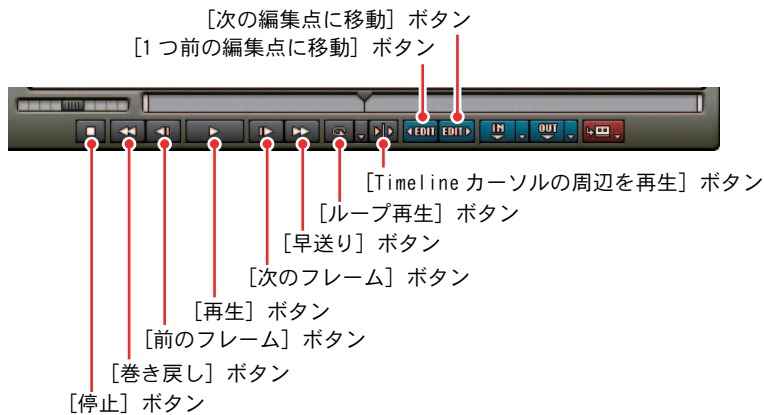 [次の編集点に移動] ボタン
[1つ前の編集点に移動] ボタン
EDIT EDIT IN OUT
[Timeline カーソルの周辺を再生] ボタン
[ループ再生] ボタン
[早送り] ボタン
[次のフレーム] ボタン
[再生] ボタン
[前のフレーム] ボタン
[巻き戻し] ボタン
[停止] ボタン